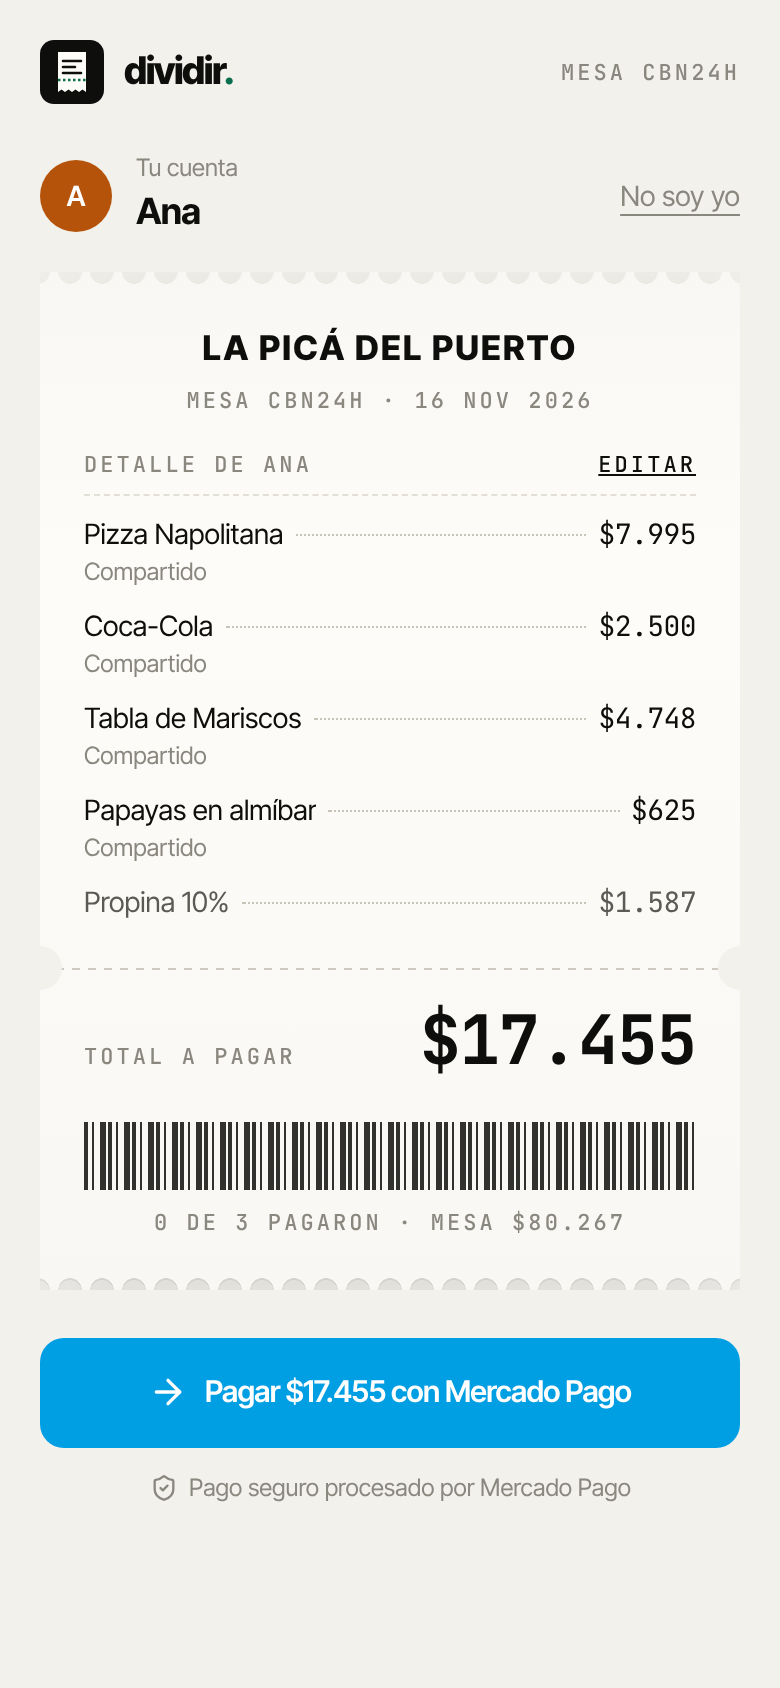 dividir.
MESA CBN24H
Tu cuenta
A
Ana
No soy yo
LA PICÁ DEL PUERTO
MESA CBN24H · 16 NOV 2026
DETALLE DE ANA EDITAR
Pizza Napolitana $7.995
Compartido
Coca-Cola $2.500
Compartido
Tabla de Mariscos $4.748
Compartido
Papayas en almíbar $625
Compartido
Propina 10% $1.587
TOTAL A PAGAR $17.455
0 DE 3 PAGARON · MESA $80.267
Pagar $17.455 con Mercado Pago
Pago seguro procesado por Mercado Pago